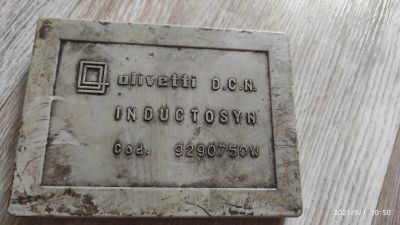 olivetti D.C.N.
INDUCTOSYN
Cod. 9290750W
2021/9/1 10:50